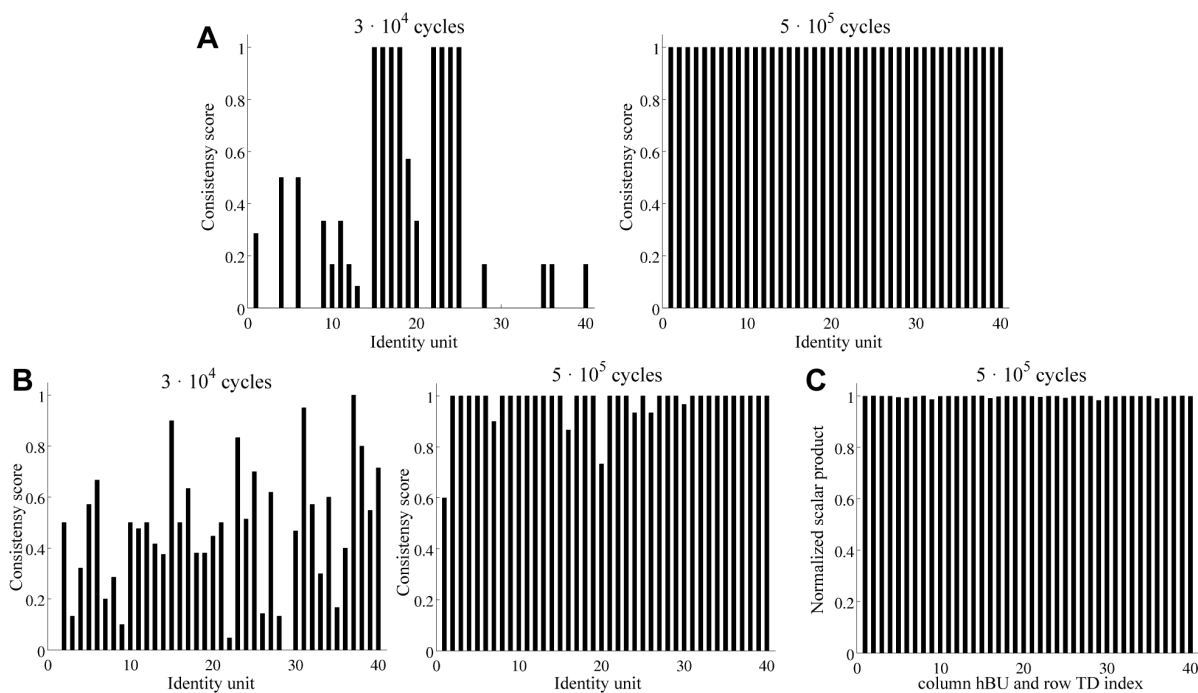 A
3 · 10⁴ cycles
Consistensy score
1
0.8
0.6
0.4
0.2
0
0 10 20 30 40
Identity unit
5 · 10⁵ cycles
Consistensy score
1
0.8
0.6
0.4
0.2
0
0 10 20 30 40
Identity unit
B
3 · 10⁴ cycles
Consistensy score
1
0.8
0.6
0.4
0.2
0
0 10 20 30 40
Identity unit
5 · 10⁵ cycles
Consistensy score
1
0.8
0.6
0.4
0.2
0
0 10 20 30 40
Identity unit
C
5 · 10⁵ cycles
Normalized scalar product
1
0.8
0.6
0.4
0.2
0
0 10 20 30 40
column hBU and row TD index